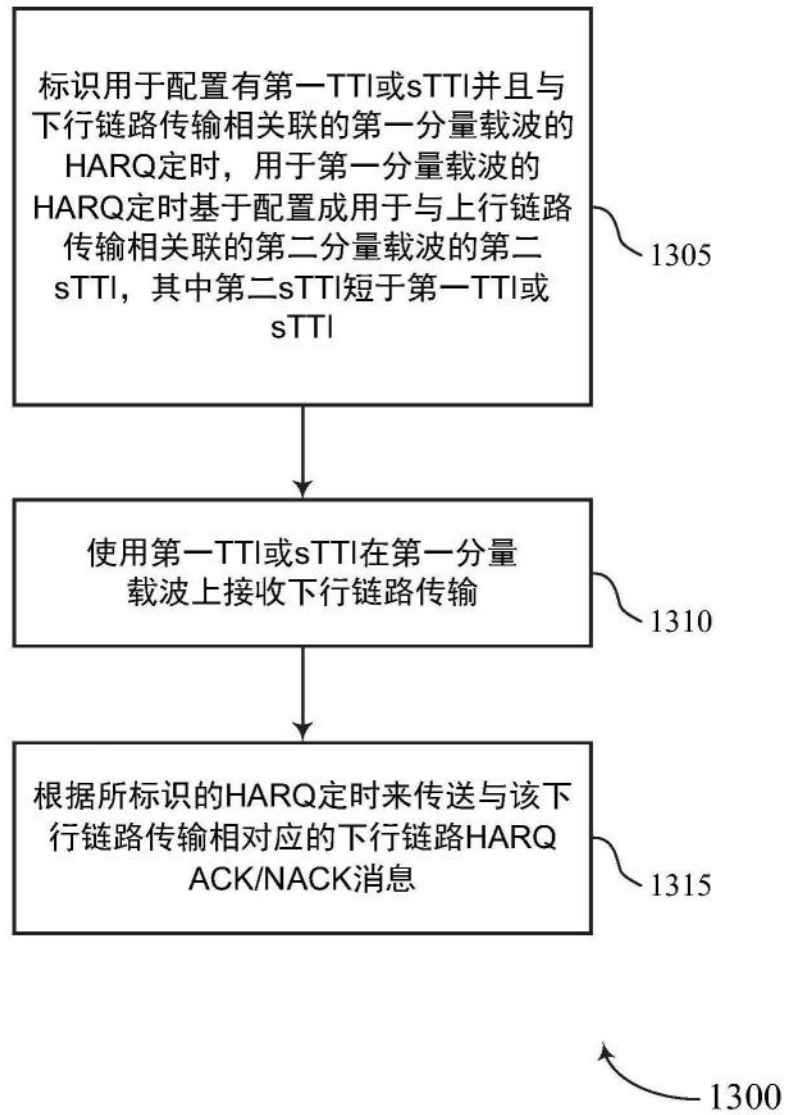 标识用于配置有第一TTI或sTTI并且与
下行链路传输相关联的第一分量载波的
HARQ定时，用于第一分量载波的
HARQ定时基于配置成用于与上行链路
传输相关联的第二分量载波的第二
sTTI，其中第二sTTI短于第一TTI或
sTTI
1305
使用第一TTI或sTTI在第一分量
载波上接收下行链路传输
1310
根据所标识的HARQ定时来传送与该下
行链路传输相对应的下行链路HARQ
ACK/NACK消息
1315
1300